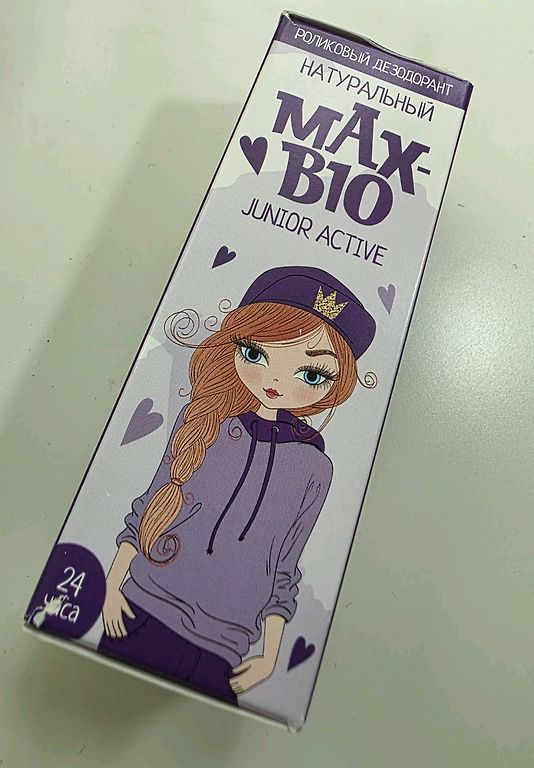 РОЛИКОВЫЙ ДЕЗОДОРАНТ
НАТУРАЛЬНЫЙ
MAX-
BIO
JUNIOR ACTIVE
24
часа